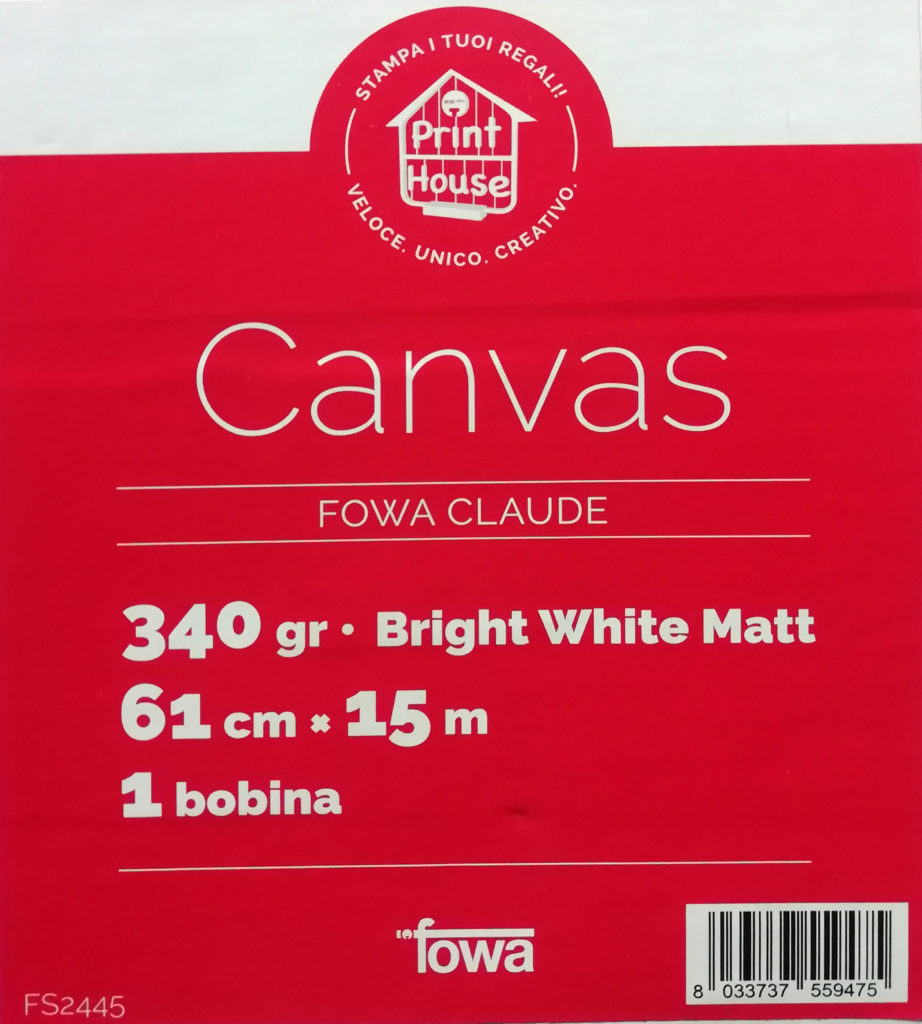 STAMPA I TUOI REGALI!
Print
House
VELOCE. UNICO. CREATIVO.
Canvas
FOWA CLAUDE
340 gr · Bright White Matt
61 cm × 15 m
1 bobina
fowa
FS2445
8 033737 559475